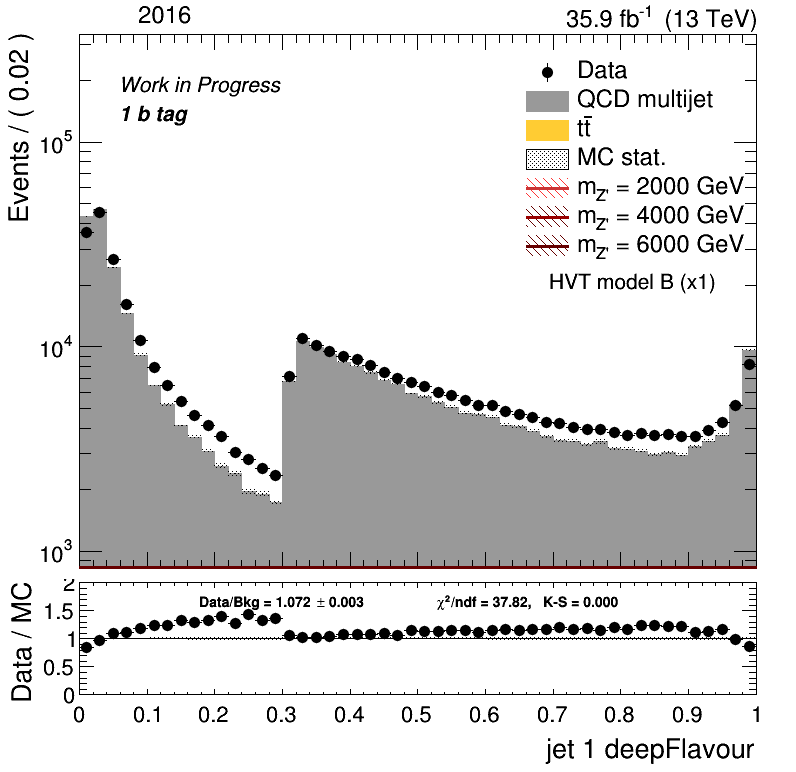 2016
35.9 fb⁻¹ (13 TeV)
Events / ( 0.02 )
Work in Progress
1 b tag
Data
QCD multijet
tt̄
MC stat.
m_Z' = 2000 GeV
m_Z' = 4000 GeV
m_Z' = 6000 GeV
HVT model B (x1)
10⁵
10⁴
10³
Data / MC
2
1.5
1
0.5
0
Data/Bkg = 1.072 ± 0.003
χ²/ndf = 37.82, K-S = 0.000
0 0.1 0.2 0.3 0.4 0.5 0.6 0.7 0.8 0.9 1
jet 1 deepFlavour